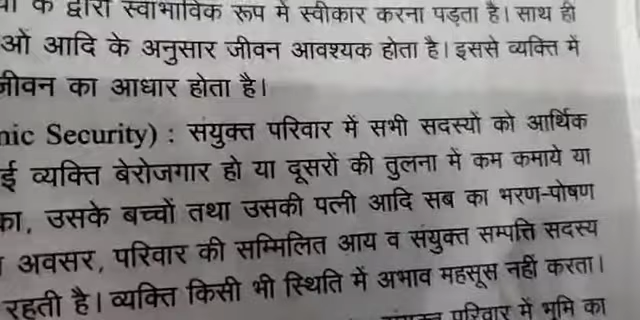 के द्वारा स्वाभाविक रूप में स्वीकार करना पड़ता है। साथ ही
ओं आदि के अनुसार जीवन आवश्यक होता है। इससे व्यक्ति में
जीवन का आधार होता है।
nic Security) : संयुक्त परिवार में सभी सदस्यों को आर्थिक
ई व्यक्ति बेरोजगार हो या दूसरों की तुलना में कम कमाये या
का, उसके बच्चों तथा उसकी पत्नी आदि सब का भरण-पोषण
अवसर, परिवार की सम्मिलित आय व संयुक्त सम्पत्ति सदस्य
रहती है। व्यक्ति किसी भी स्थिति में अभाव महसूस नहीं करता।
परिवार में भूमि का